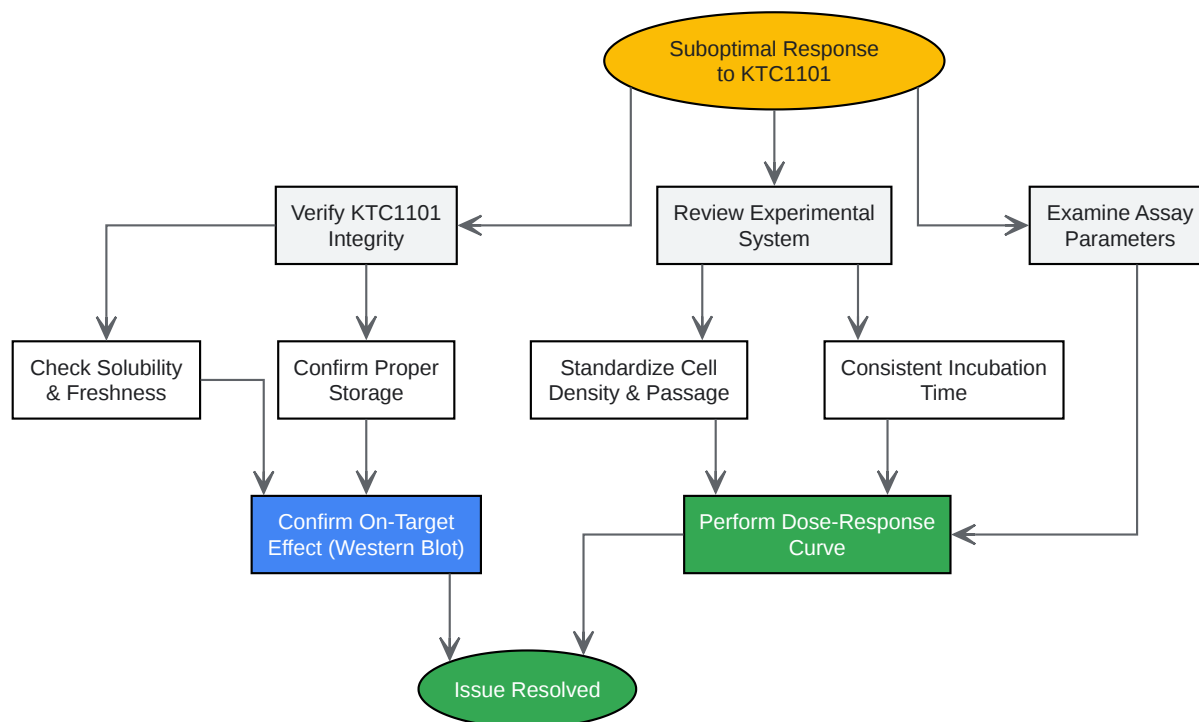 Suboptimal Response
to KTC1101
Verify KTC1101
Integrity
Review Experimental
System
Examine Assay
Parameters
Check Solubility
& Freshness
Confirm Proper
Storage
Standardize Cell
Density & Passage
Consistent Incubation
Time
Confirm On-Target
Effect (Western Blot)
Perform Dose-Response
Curve
Issue Resolved